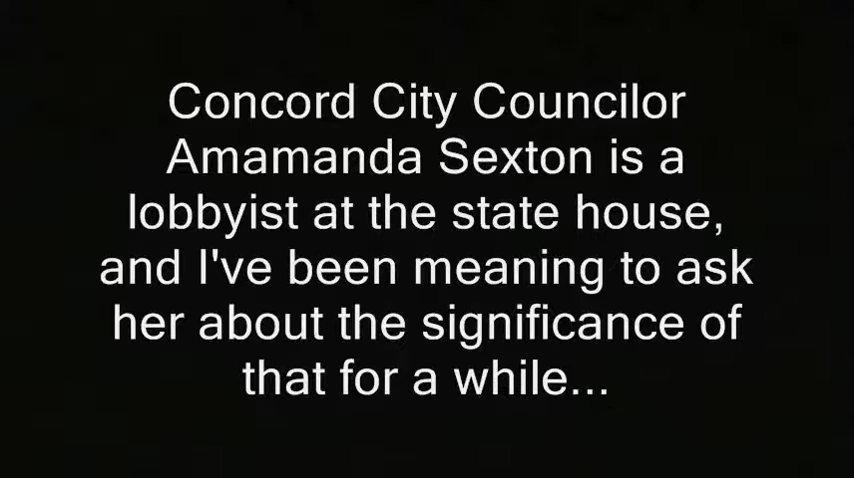 Concord City Councilor
Amamanda Sexton is a
lobbyist at the state house,
and I've been meaning to ask
her about the significance of
that for a while...